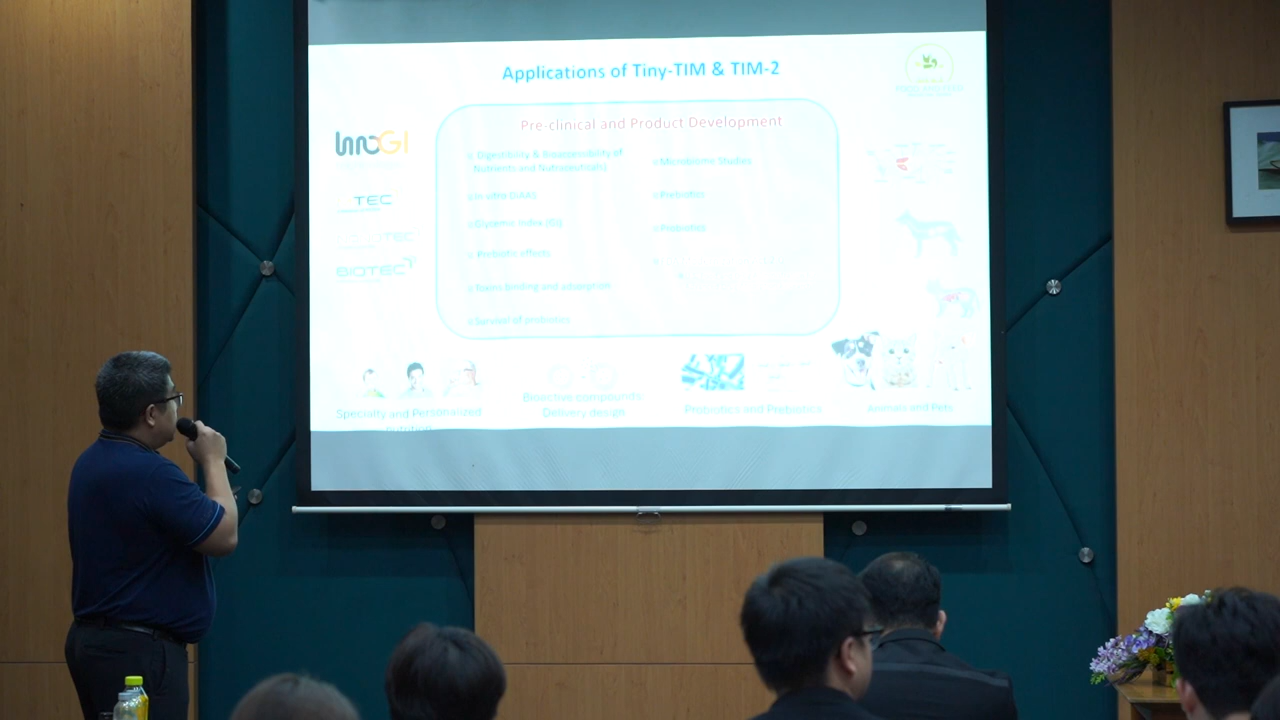 Applications of Tiny-TIM & TIM-2
InnoGI
TEC
BIOTEC
Pre-clinical and Product Development
Digestibility & Bioaccessibility of
Nutrients and Nutraceuticals
In vitro DIAAS
Glycemic Index (GI)
Prebiotic effects
Toxins binding and adsorption
Survival of probiotics
Microbiome Studies
Prebiotics
Probiotics
Specialty and Personalized
Nutrition
Bioactive compounds
Delivery design
Probiotics and Prebiotics
Animals and Pets